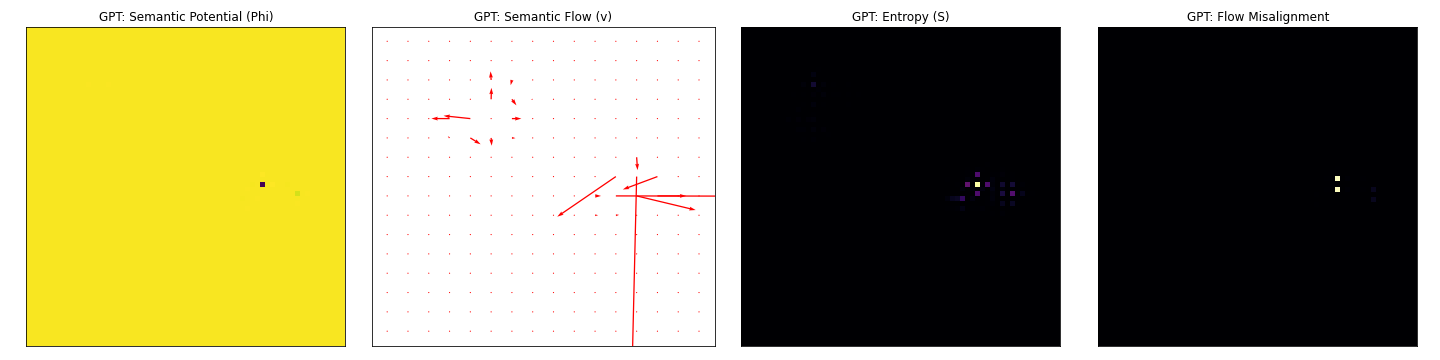 GPT: Semantic Potential (Phi)
GPT: Semantic Flow (v)
GPT: Entropy (S)
GPT: Flow Misalignment